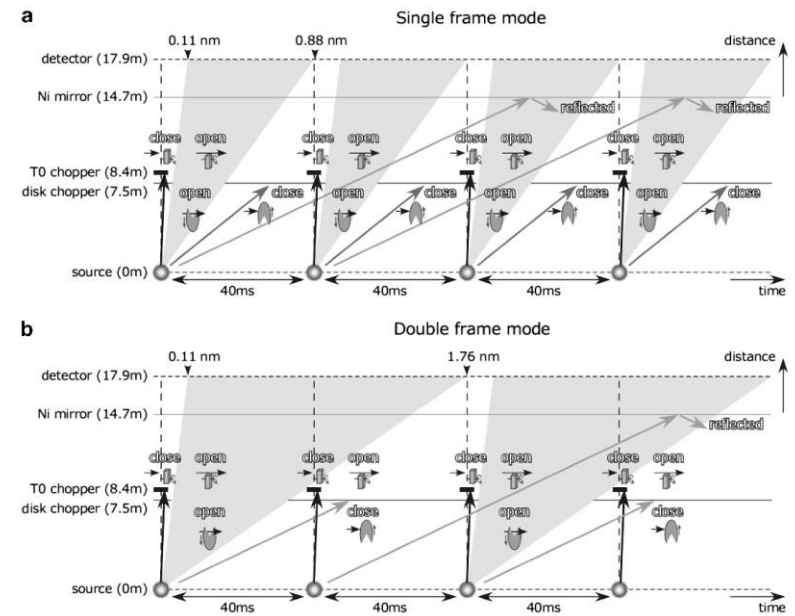 a
Single frame mode
0.11 nm 0.88 nm distance
detector (17.9m)
Ni mirror (14.7m)
reflected reflected
close open close open close open close open
T0 chopper (8.4m)
disk chopper (7.5m)
open close open close open close open close
source (0m)
40ms 40ms 40ms time
b
Double frame mode
0.11 nm 1.76 nm distance
detector (17.9m)
Ni mirror (14.7m)
reflected
close open close open close open close open
T0 chopper (8.4m)
disk chopper (7.5m)
open close open close
source (0m)
40ms 40ms 40ms time